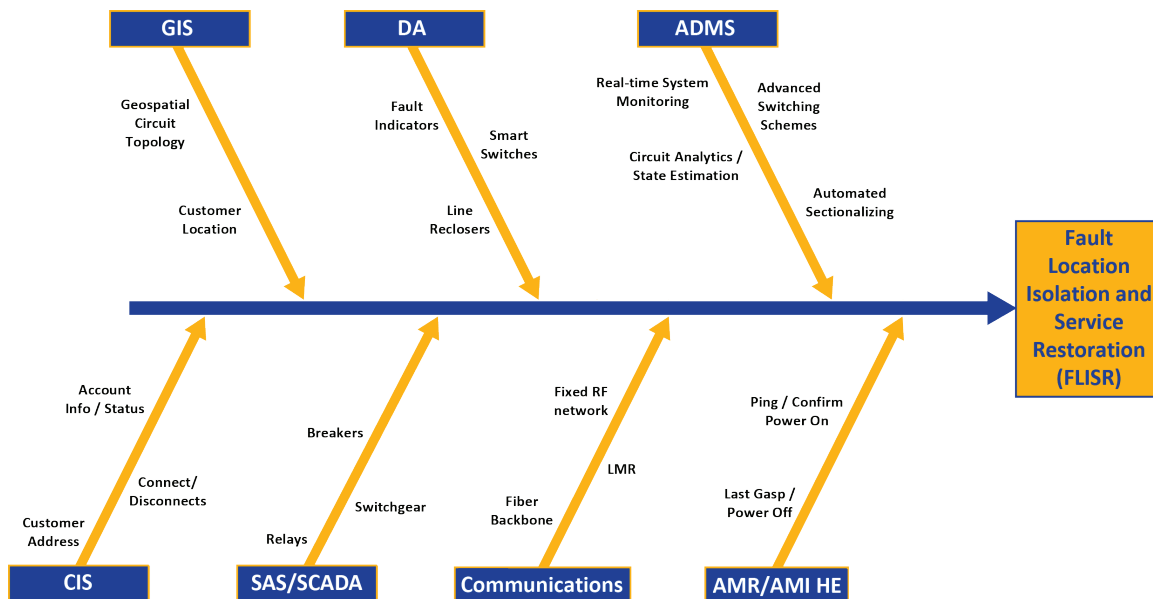 GIS
DA
ADMS
Geospatial
Circuit
Topology
Customer
Location
Fault
Indicators
Smart
Switches
Line
Reclosers
Real-time System
Monitoring
Advanced
Switching
Schemes
Circuit Analytics /
State Estimation
Automated
Sectionalizing
Fault
Location
Isolation and
Service
Restoration
(FLISR)
Account
Info / Status
Connect/
Disconnects
Customer
Address
Breakers
Switchgear
Relays
Fixed RF
network
LMR
Fiber
Backbone
Ping / Confirm
Power On
Last Gasp /
Power Off
CIS
SAS/SCADA
Communications
AMR/AMI HE